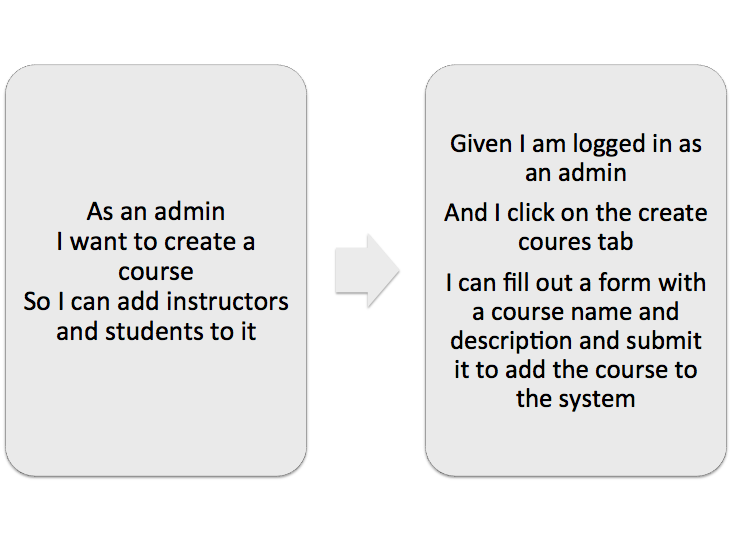 As an admin
I want to create a
course
So I can add instructors
and students to it
Given I am logged in as
an admin
And I click on the create
coures tab
I can fill out a form with
a course name and
description and submit
it to add the course to
the system